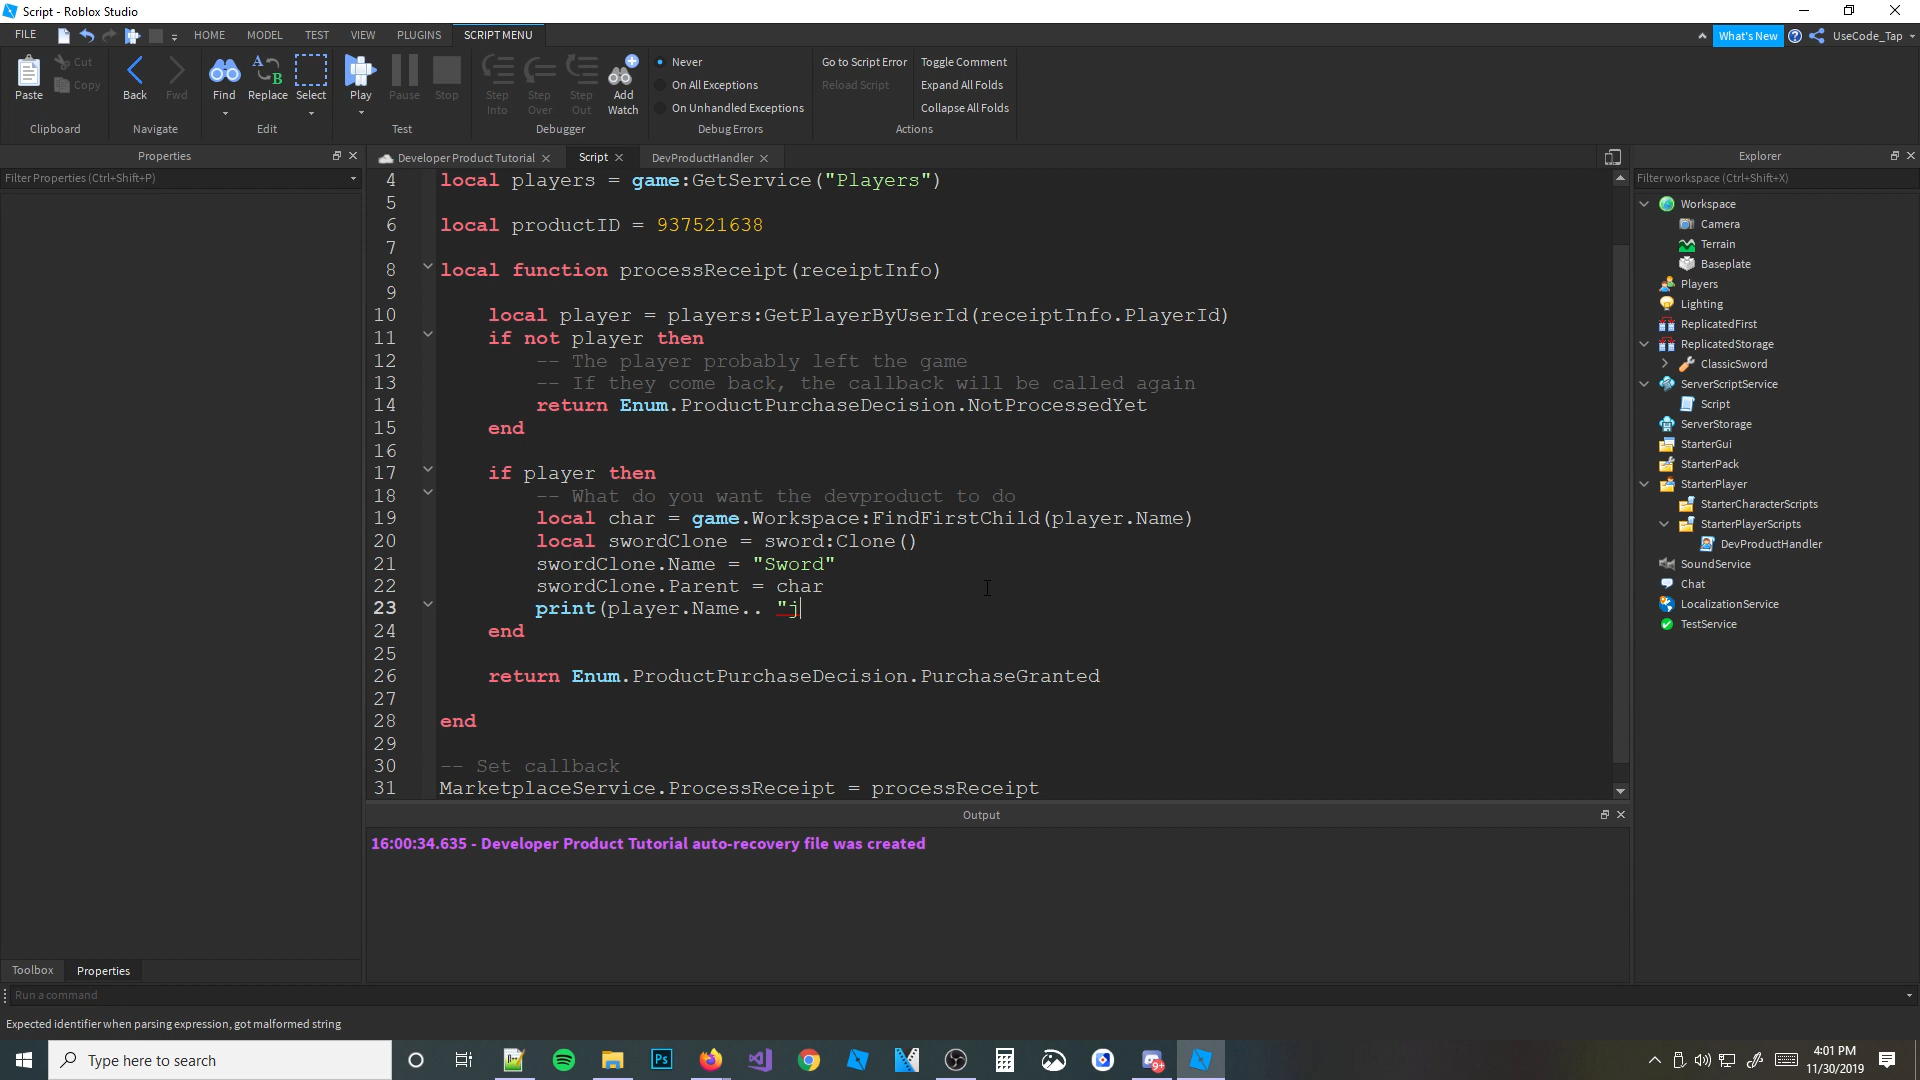 Script - Roblox Studio
FILE HOME MODEL TEST VIEW PLUGINS SCRIPT MENU What's New UseCode_Tap
Paste Cut Copy Back Fwd Find Replace Select Play Pause Stop Step Into Step Over Step Out Add Watch
Never
On All Exceptions
On Unhandled Exceptions
Go to Script Error
Reload Script
Toggle Comment
Expand All Folds
Collapse All Folds
Clipboard Navigate Edit Test Debugger Debug Errors Actions
Properties
Filter Properties (Ctrl+Shift+P)
Developer Product Tutorial Script DevProductHandler
4 local players = game:GetService("Players")
5
6 local productID = 937521638
7
8 local function processReceipt(receiptInfo)
9
10 local player = players:GetPlayerByUserId(receiptInfo.PlayerId)
11 if not player then
12 -- The player probably left the game
13 -- If they come back, the callback will be called again
14 return Enum.ProductPurchaseDecision.NotProcessedYet
15 end
16
17 if player then
18 -- What do you want the devproduct to do
19 local char = game.Workspace:FindFirstChild(player.Name)
20 local swordClone = sword:Clone()
21 swordClone.Name = "Sword"
22 swordClone.Parent = char
23 print(player.Name.. "j
24 end
25
26 return Enum.ProductPurchaseDecision.PurchaseGranted
27
28 end
29
30 -- Set callback
31 MarketplaceService.ProcessReceipt = processReceipt
Output
16:00:34.635 - Developer Product Tutorial auto-recovery file was created
Explorer
Filter workspace (Ctrl+Shift+X)
Workspace
Camera
Terrain
Baseplate
Players
Lighting
ReplicatedFirst
ReplicatedStorage
ClassicSword
ServerScriptService
Script
ServerStorage
StarterGui
StarterPack
StarterPlayer
StarterCharacterScripts
StarterPlayerScripts
DevProductHandler
SoundService
Chat
LocalizationService
TestService
Toolbox Properties
Run a command
Expected identifier when parsing expression, got malformed string
Type here to search
Ps
4:01 PM
11/30/2019